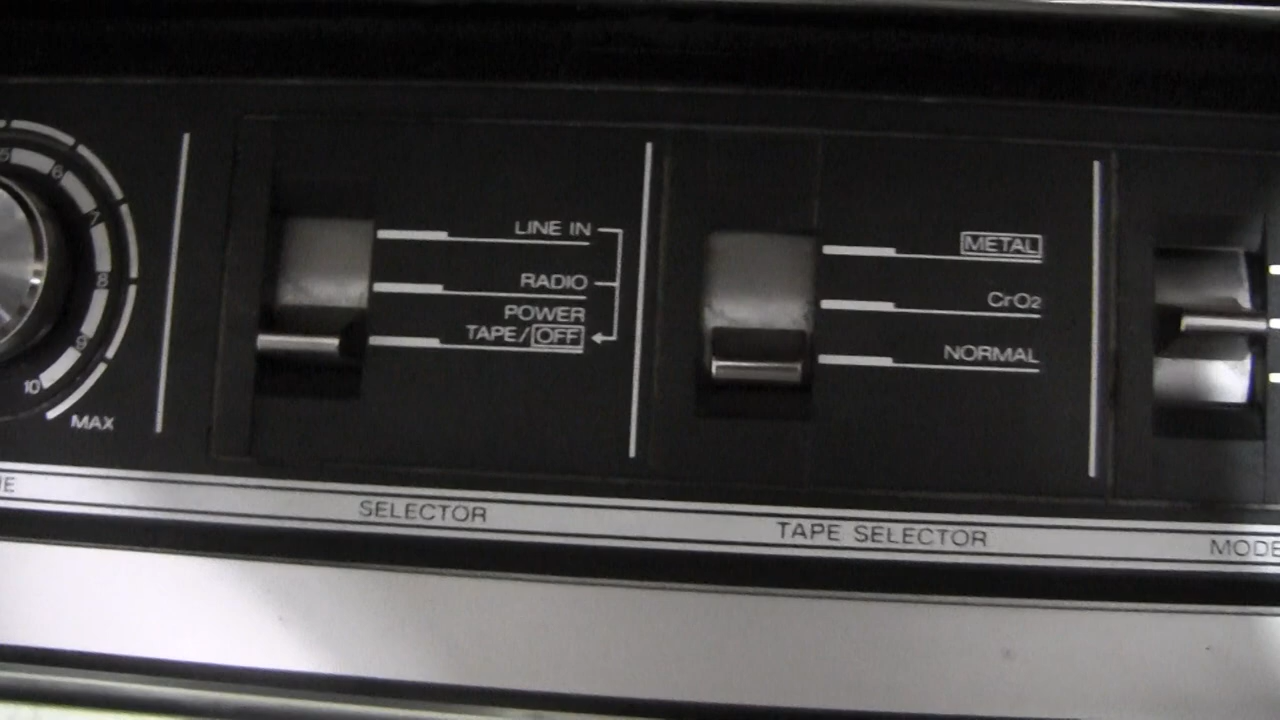 5
6
7
8
9
10
MAX
LINE IN
RADIO
POWER
TAPE/OFF
METAL
CrO2
NORMAL
SELECTOR
TAPE SELECTOR
MODE